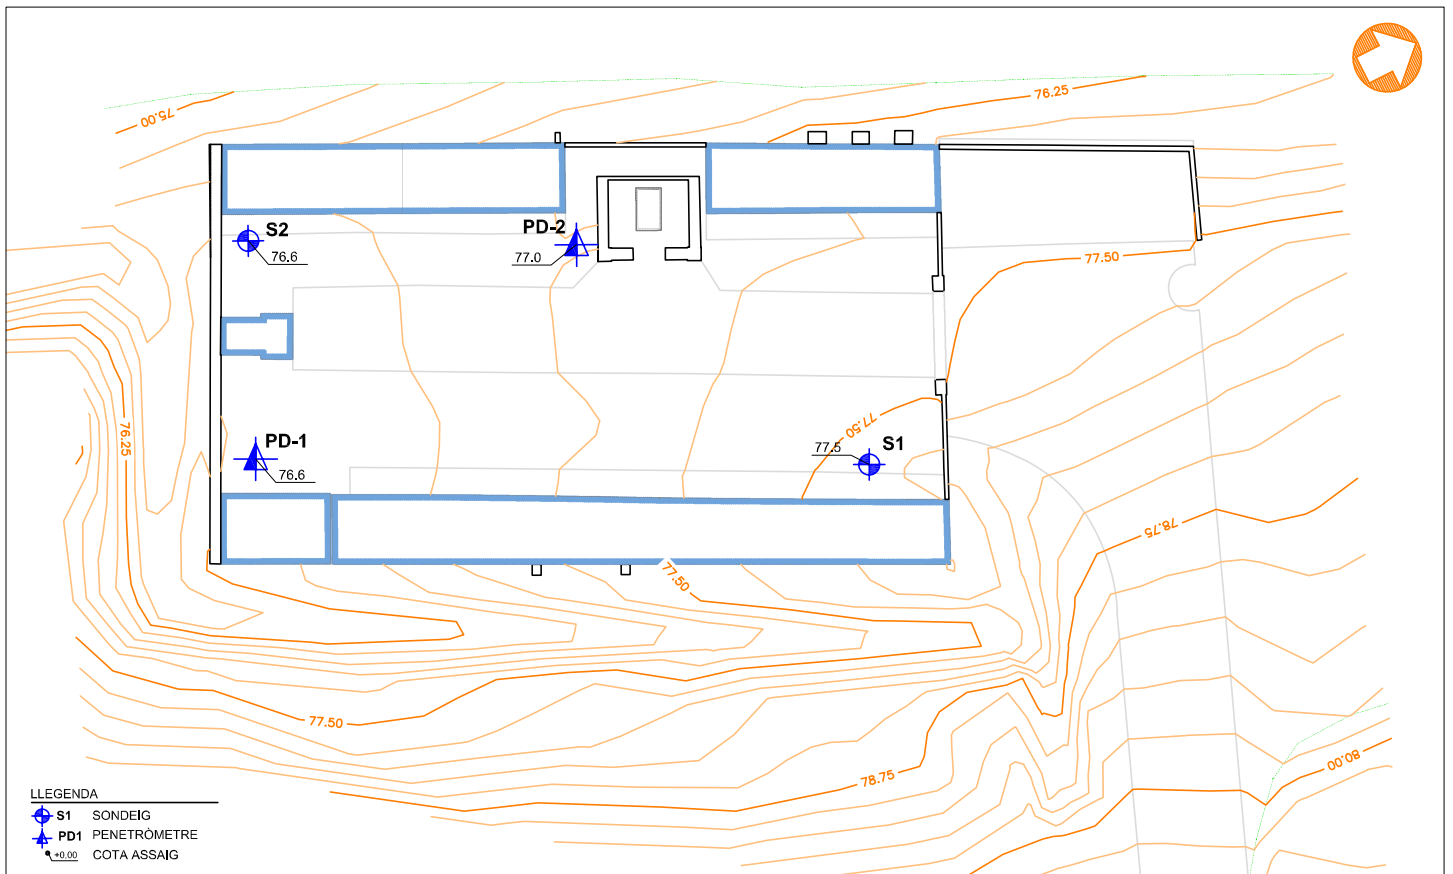 75.00
76.25
S2
76.6
PD-2
77.0
77.50
76.25
PD-1
76.6
77.50
77.5
S1
78.75
77.50
77.50
78.75
80.00
LLEGENDA
S1 SONDEIG
PD1 PENETRÒMETRE
+0.00 COTA ASSAIG